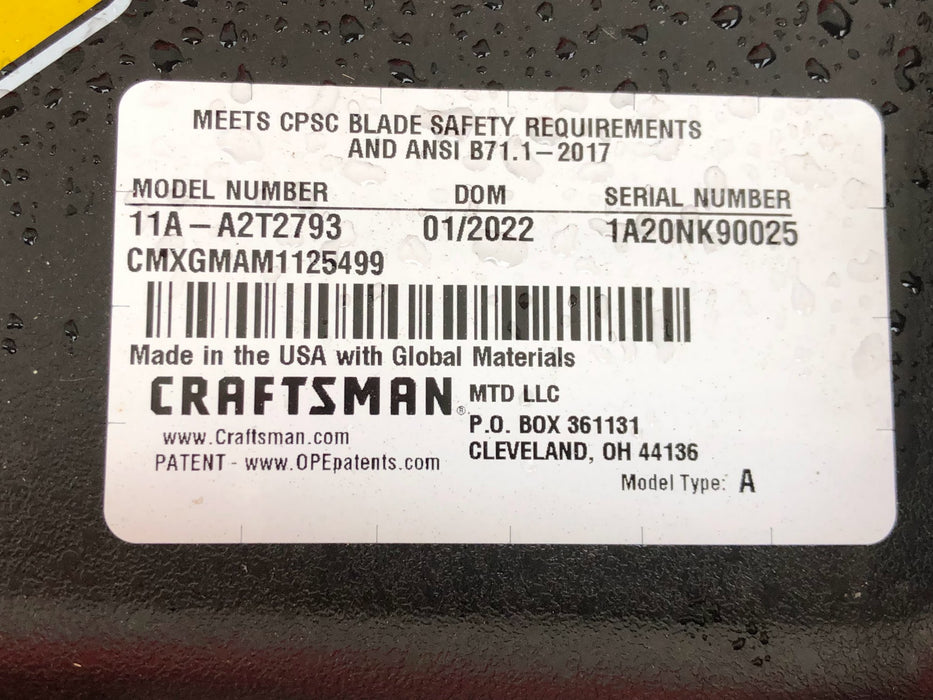 MEETS CPSC BLADE SAFETY REQUIREMENTS
AND ANSI B71.1-2017
MODEL NUMBER DOM SERIAL NUMBER
11A-A2T2793 01/2022 1A20NK90025
CMXGMAM1125499
Made in the USA with Global Materials
CRAFTSMAN® MTD LLC
P.O. BOX 361131
www.Craftsman.com
CLEVELAND, OH 44136
PATENT - www.OPEpatents.com
Model Type: A